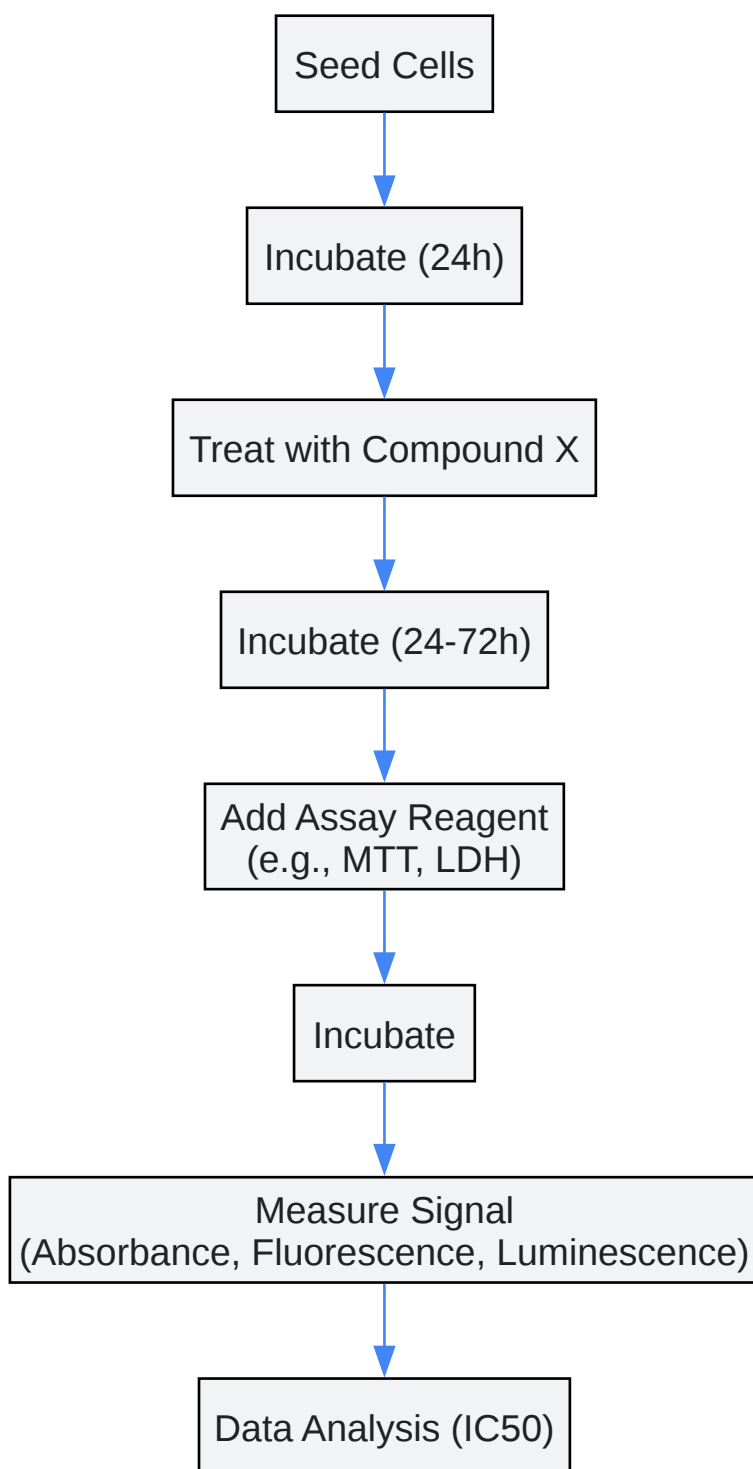 Seed Cells
Incubate (24h)
Treat with Compound X
Incubate (24-72h)
Add Assay Reagent
(e.g., MTT, LDH)
Incubate
Measure Signal
(Absorbance, Fluorescence, Luminescence)
Data Analysis (IC50)